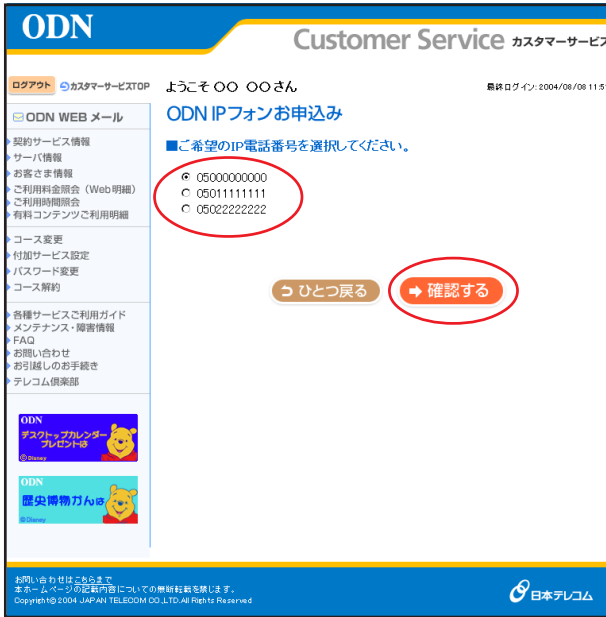 ODN
Customer Service カスタマーサービス
ログアウト カスタマーサービスTOP
ようこそ○○ ○○さん
最終ログイン:2004/08/08 11:5
ODN WEB メール
ODN IPフォンお申込み
■ご希望のIP電話番号を選択してください。
契約サービス情報
サーバ情報
お客さま情報
ご利用料金照会（Web明細）
ご利用時間照会
有料コンテンツご利用明細
05000000000
05011111111
05022222222
コース変更
付加サービス設定
パスワード変更
コース解約
ひとつ戻る
確認する
各種サービスご利用ガイド
メンテナンス・障害情報
FAQ
お問い合わせ
お引越しのお手続き
テレコム倶楽部
ODN
デスクトップカレンダー
プレゼントは
©Disney
ODN
歴史博物がんは
©Disney
お問い合わせはこちらまで
本ホームページの記載内容についての無断転載を禁じます。
Copyright© 2004 JAPAN TELECOM CO.,LTD.All Rights Reserved
日本テレコム